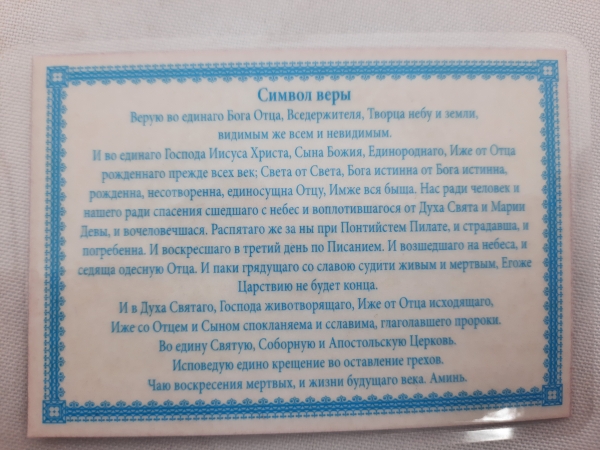 Символ веры
Верую во единаго Бога Отца, Вседержителя, Творца небу и земли,
видимым же всем и невидимым.
И во единаго Господа Иисуса Христа, Сына Божия, Единороднаго, Иже от Отца
рожденнаго прежде всех век; Света от Света, Бога истинна от Бога истинна,
рожденна, несотворенна, единосущна Отцу, Имже вся быша. Нас ради человек и
нашего ради спасения сшедшаго с небес и воплотившагося от Духа Свята и Марии
Девы, и вочеловечшася. Распятаго же за ны при Понтийстем Пилате, и страдавша, и
погребенна. И воскресшаго в третий день по Писанием. И возшедшаго на небеса, и
седяща одесную Отца. И паки грядущаго со славою судити живым и мертвым, Егоже
Царствию не будет конца.
И в Духа Святаго, Господа животворящаго, Иже от Отца исходящаго,
Иже со Отцем и Сыном спокланяема и сславима, глаголавшего пророки.
Во едину Святую, Соборную и Апостольскую Церковь.
Исповедую едино крещение во оставление грехов.
Чаю воскресения мертвых, и жизни будущаго века. Аминь.